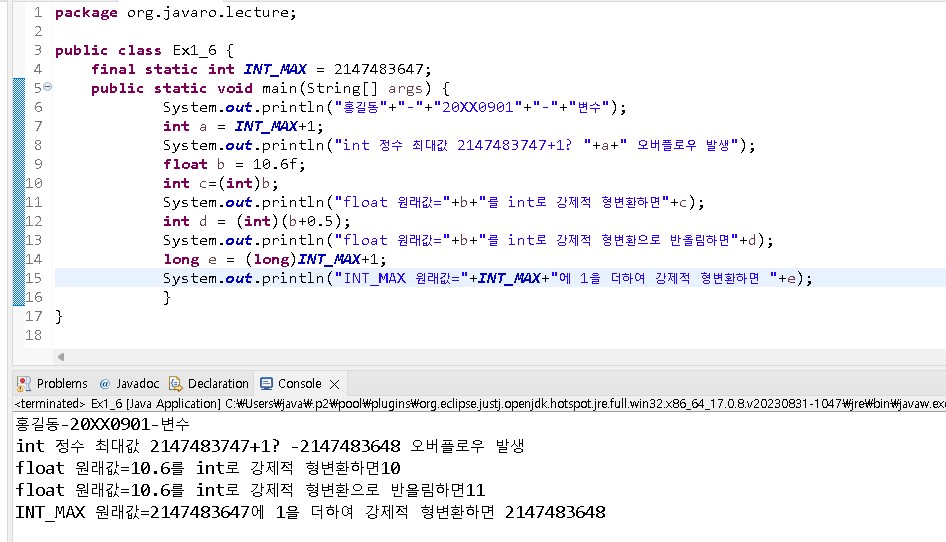 1 package org.javaro.lecture;
2
3 public class Ex1_6 {
4 final static int INT_MAX = 2147483647;
5 public static void main(String[] args) {
6 System.out.println("홍길동"+"-"+"20XX0901"+"-"+"변수");
7 int a = INT_MAX+1;
8 System.out.println("int 정수 최대값 2147483747+1? "+a+" 오버플로우 발생");
9 float b = 10.6f;
10 int c=(int)b;
11 System.out.println("float 원래값="+b+"를 int로 강제적 형변환하면"+c);
12 int d = (int)(b+0.5);
13 System.out.println("float 원래값="+b+"를 int로 강제적 형변환으로 반올림하면"+d);
14 long e = (long)INT_MAX+1;
15 System.out.println("INT_MAX 원래값="+INT_MAX+"에 1을 더하여 강제적 형변환하면 "+e);
16 }
17 }
18
Problems @ Javadoc Declaration Console
<terminated> Ex1_6 [Java Application] C:₩Users₩java₩.p2₩pool₩plugins₩org.eclipse.justj.openjdk.hotspot.jre.full.win32.x86_64_17.0.8.v20230831-1047₩jre₩bin₩javaw.exe
홍길동-20XX0901-변수
int 정수 최대값 2147483747+1? -2147483648 오버플로우 발생
float 원래값=10.6를 int로 강제적 형변환하면10
float 원래값=10.6를 int로 강제적 형변환으로 반올림하면11
INT_MAX 원래값=2147483647에 1을 더하여 강제적 형변환하면 2147483648